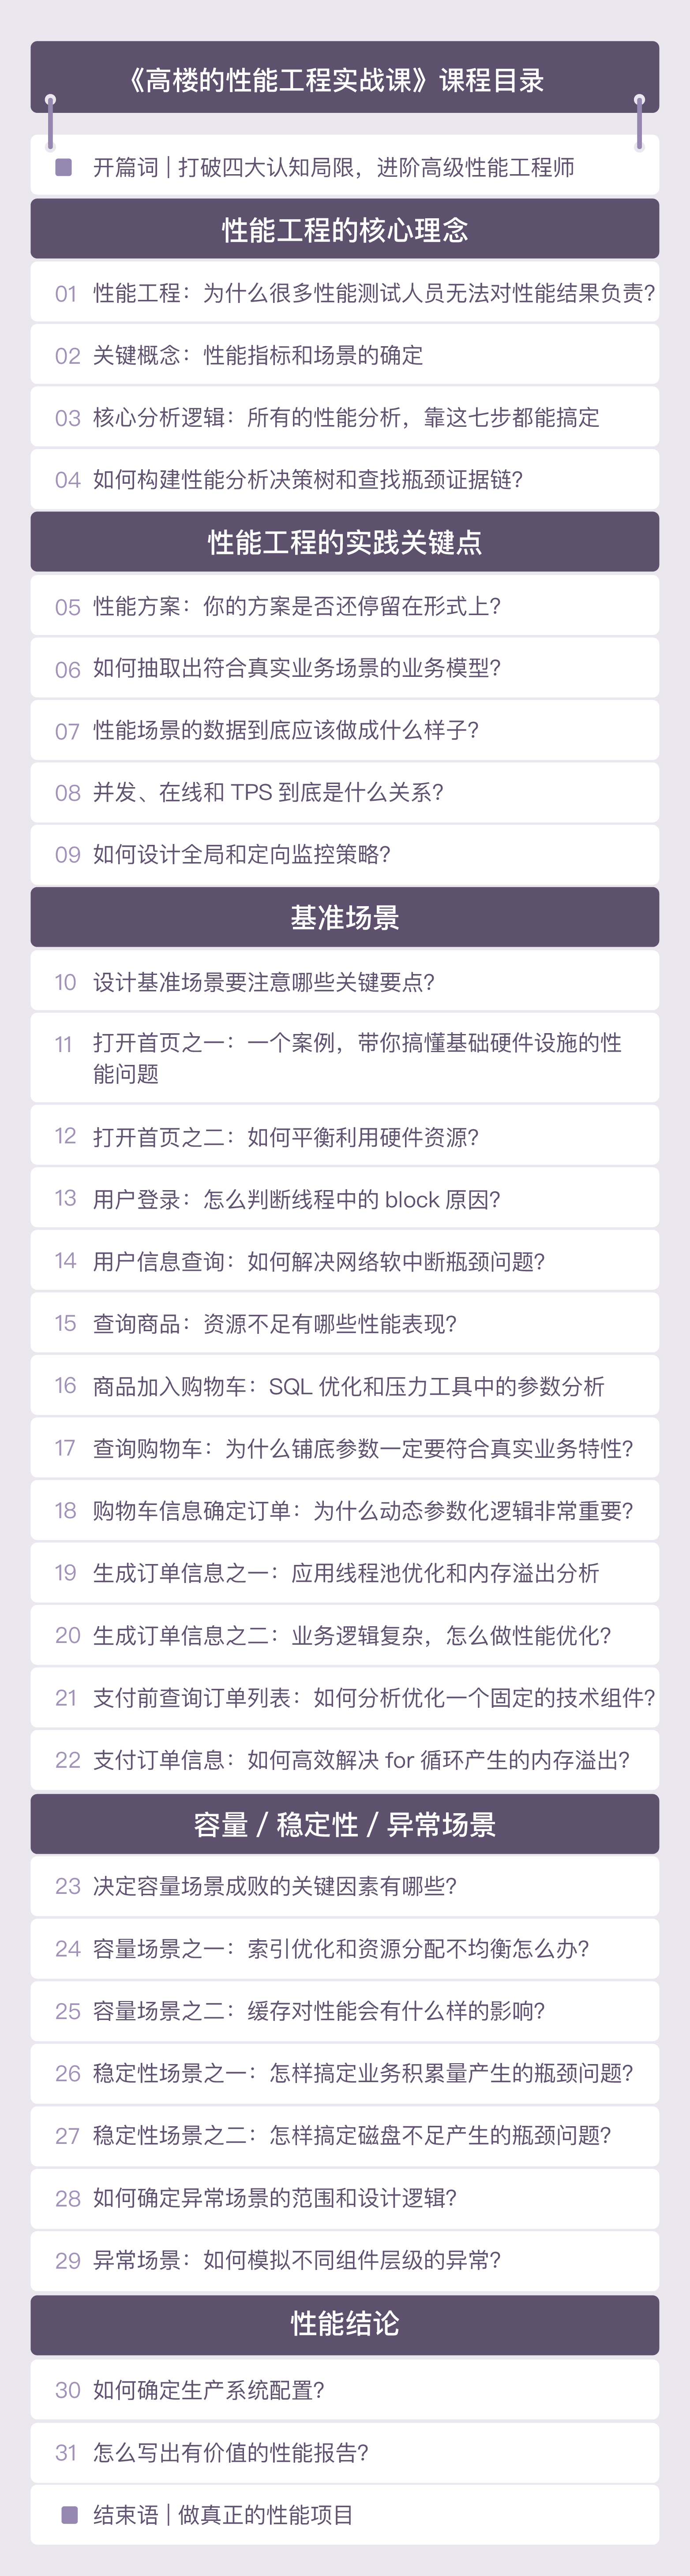 《高楼的性能工程实战课》课程目录
开篇词 | 打破四大认知局限，进阶高级性能工程师
性能工程的核心理念
01 性能工程：为什么很多性能测试人员无法对性能结果负责？
02 关键概念：性能指标和场景的确定
03 核心分析逻辑：所有的性能分析，靠这七步都能搞定
04 如何构建性能分析决策树和查找瓶颈证据链？
性能工程的实践关键点
05 性能方案：你的方案是否还停留在形式上？
06 如何抽取出符合真实业务场景的业务模型？
07 性能场景的数据到底应该做成什么样子？
08 并发、在线和 TPS 到底是什么关系？
09 如何设计全局和定向监控策略？
基准场景
10 设计基准场景要注意哪些关键要点？
11 打开首页之一：一个案例，带你搞懂基础硬件设施的性
能问题
12 打开首页之二：如何平衡利用硬件资源？
13 用户登录：怎么判断线程中的 block 原因？
14 用户信息查询：如何解决网络软中断瓶颈问题？
15 查询商品：资源不足有哪些性能表现？
16 商品加入购物车：SQL 优化和压力工具中的参数分析
17 查询购物车：为什么铺底参数一定要符合真实业务特性？
18 购物车信息确定订单：为什么动态参数化逻辑非常重要？
19 生成订单信息之一：应用线程池优化和内存溢出分析
20 生成订单信息之二：业务逻辑复杂，怎么做性能优化？
21 支付前查询订单列表：如何分析优化一个固定的技术组件？
22 支付订单信息：如何高效解决 for 循环产生的内存溢出？
容量 / 稳定性 / 异常场景
23 决定容量场景成败的关键因素有哪些？
24 容量场景之一：索引优化和资源分配不均衡怎么办？
25 容量场景之二：缓存对性能会有什么样的影响？
26 稳定性场景之一：怎样搞定业务积累量产生的瓶颈问题？
27 稳定性场景之二：怎样搞定磁盘不足产生的瓶颈问题？
28 如何确定异常场景的范围和设计逻辑？
29 异常场景：如何模拟不同组件层级的异常？
性能结论
30 如何确定生产系统配置？
31 怎么写出有价值的性能报告？
结束语 | 做真正的性能项目